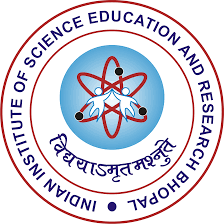 INDIAN INSTITUTE OF SCIENCE EDUCATION AND RESEARCH BHOPAL
विद्ययाऽमृतमश्नुते